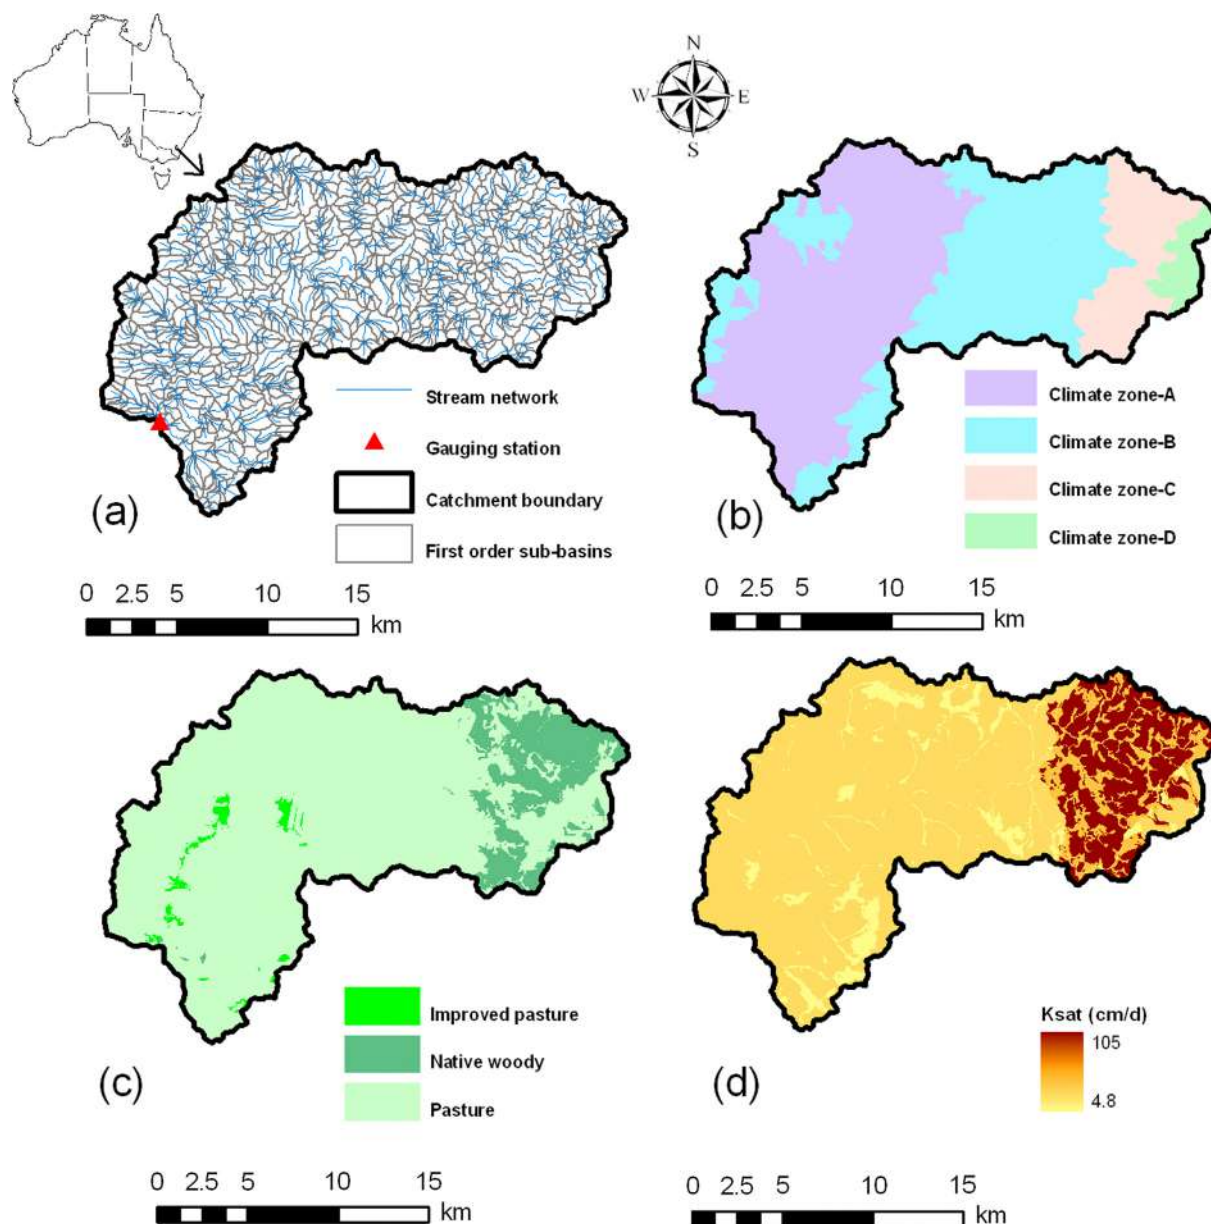 N
W E
S
Stream network
Gauging station
Catchment boundary
First order sub-basins
(a)
0 2.5 5 10 15
km
Climate zone-A
Climate zone-B
Climate zone-C
Climate zone-D
(b)
0 2.5 5 10 15
km
Improved pasture
Native woody
Pasture
(c)
0 2.5 5 10 15
km
Ksat (cm/d)
105
4.8
(d)
0 2.5 5 10 15
km